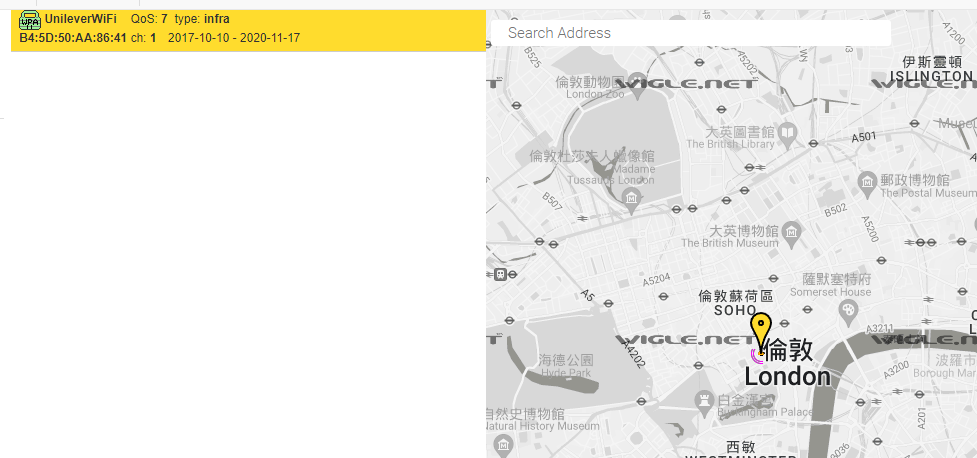 WPA UnileverWiFi QoS: 7 type: infra
B4:5D:50:AA:86:41 ch: 1 2017-10-10 - 2020-11-17
Search Address
A1200
B525
A5202
伊斯靈頓
ISLINGTON
倫敦動物園
London Zoo
WIGLE.NET
WIGLE.N
大英圖書館
The British Library
A501
Museu
倫敦杜莎夫人蠟像館
Madame
Tussauds London
郵政博物館
The Postal Museum
B507
B502
A5200
大英博物館
The British Museum
A5204
薩默塞特府
Somerset House
倫敦蘇荷區
SOHO
A5
A3211
WIGLE.NET
A4202
倫敦
London
海德公園
Hyde Park
波羅市
Borough Mar
A3200
白金漢宮
Buckingham Palace
A201
自然史博物館
Natural History Museum
西敏
WESTMINSTER
A3036